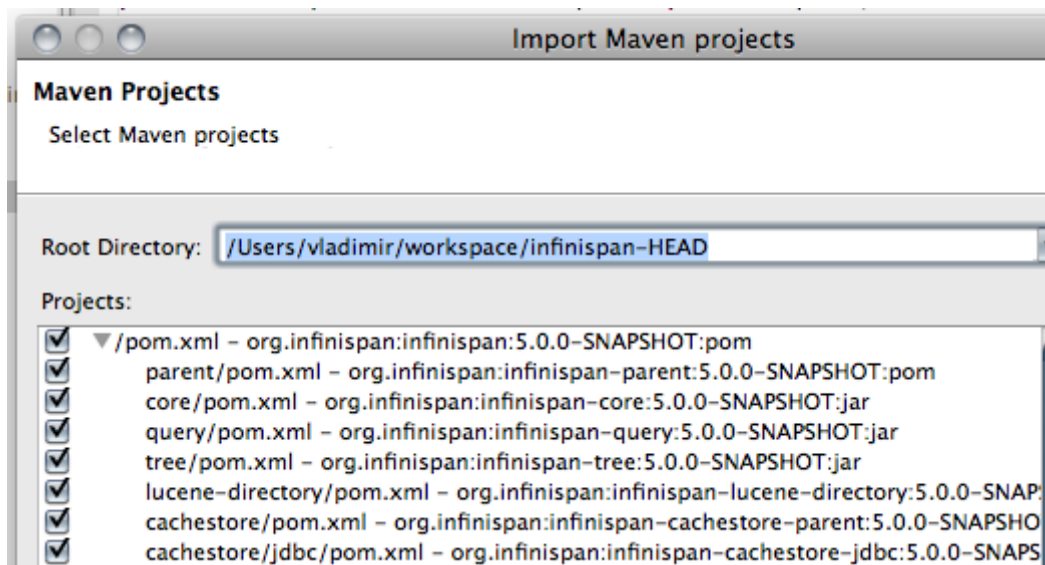 Import Maven projects
Maven Projects
Select Maven projects
Root Directory: /Users/vladimir/workspace/infinispan-HEAD
Projects:
/pom.xml – org.infinispan:infinispan:5.0.0-SNAPSHOT:pom
parent/pom.xml – org.infinispan:infinispan-parent:5.0.0-SNAPSHOT:pom
core/pom.xml – org.infinispan:infinispan-core:5.0.0-SNAPSHOT:jar
query/pom.xml – org.infinispan:infinispan-query:5.0.0-SNAPSHOT:jar
tree/pom.xml – org.infinispan:infinispan-tree:5.0.0-SNAPSHOT:jar
lucene-directory/pom.xml – org.infinispan:infinispan-lucene-directory:5.0.0-SNAP
cachestore/pom.xml – org.infinispan:infinispan-cachestore-parent:5.0.0-SNAPSHO
cachestore/jdbc/pom.xml – org.infinispan:infinispan-cachestore-jdbc:5.0.0-SNAPS